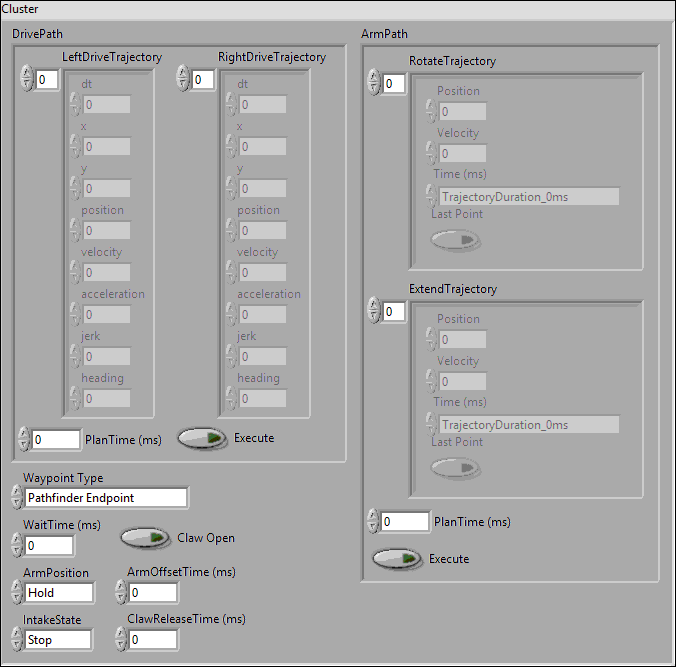 Cluster
DrivePath
LeftDriveTrajectory
0
dt
0
x
0
y
0
position
0
velocity
0
acceleration
0
jerk
0
heading
0
RightDriveTrajectory
0
dt
0
x
0
y
0
position
0
velocity
0
acceleration
0
jerk
0
heading
0
0 PlanTime (ms) Execute
Waypoint Type
Pathfinder Endpoint
WaitTime (ms)
0
Claw Open
ArmPosition
Hold
ArmOffsetTime (ms)
0
IntakeState
Stop
ClawReleaseTime (ms)
0
ArmPath
RotateTrajectory
0
Position
0
Velocity
0
Time (ms)
TrajectoryDuration_0ms
Last Point
ExtendTrajectory
0
Position
0
Velocity
0
Time (ms)
TrajectoryDuration_0ms
Last Point
0 PlanTime (ms)
Execute